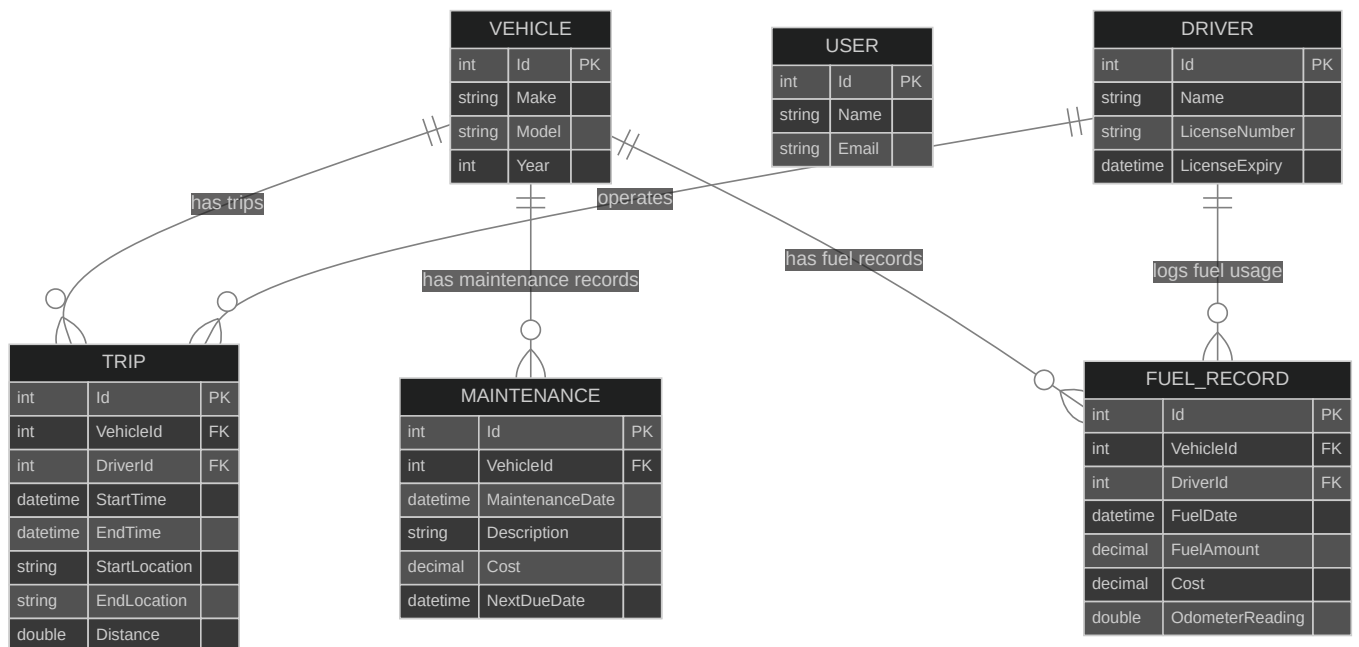 VEHICLE
int Id PK
string Make
string Model
int Year
USER
int Id PK
string Name
string Email
DRIVER
int Id PK
string Name
string LicenseNumber
datetime LicenseExpiry
has trips
operates
has fuel records
has maintenance records
logs fuel usage
TRIP
int Id PK
int VehicleId FK
int DriverId FK
datetime StartTime
datetime EndTime
string StartLocation
string EndLocation
double Distance
MAINTENANCE
int Id PK
int VehicleId FK
datetime MaintenanceDate
string Description
decimal Cost
datetime NextDueDate
FUEL_RECORD
int Id PK
int VehicleId FK
int DriverId FK
datetime FuelDate
decimal FuelAmount
decimal Cost
double OdometerReading